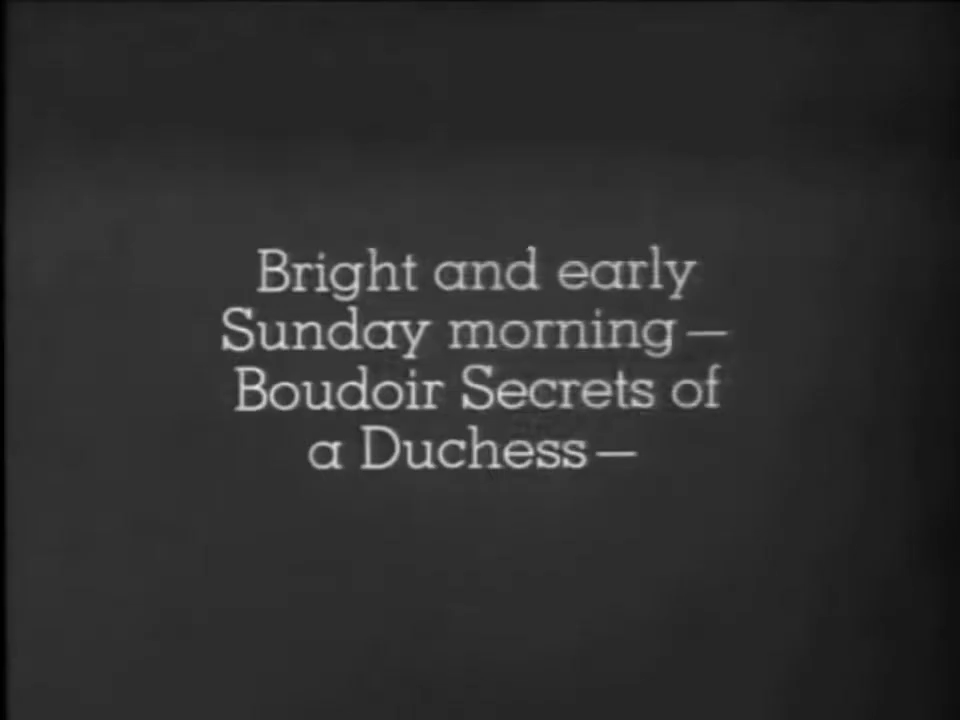 Bright and early
Sunday morning—
Boudoir Secrets of
a Duchess—